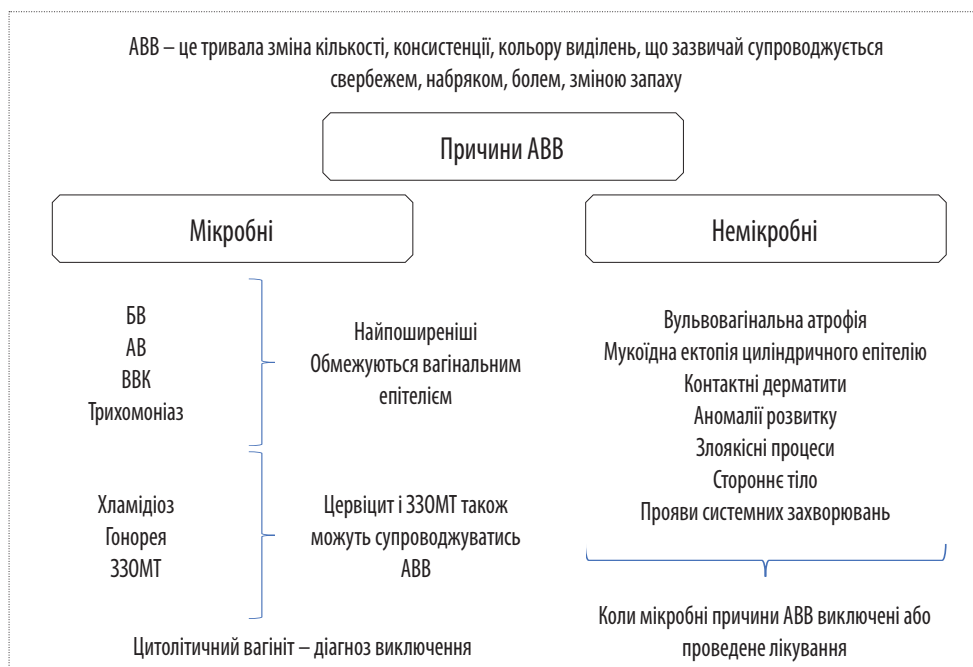 АВВ – це тривала зміна кількості, консистенції, кольору виділень, що зазвичай супроводжується
свербежем, набряком, болем, зміною запаху
Причини АВВ
Мікробні
БВ
АВ
ВВК
Трихомоніаз
Найпоширеніші
Обмежуються вагінальним
епітелієм
Хламідіоз
Гонорея
ЗЗОМТ
Цервіцит і ЗЗОМТ також
можуть супроводжуватись
АВВ
Цитолітичний вагініт – діагноз виключення
Немікробні
Вульвовагінальна атрофія
Мукоїдна ектопія циліндричного епітелію
Контактні дерматити
Аномалії розвитку
Злоякісні процеси
Стороннє тіло
Прояви системних захворювань
Коли мікробні причини АВВ виключені або
проведене лікування